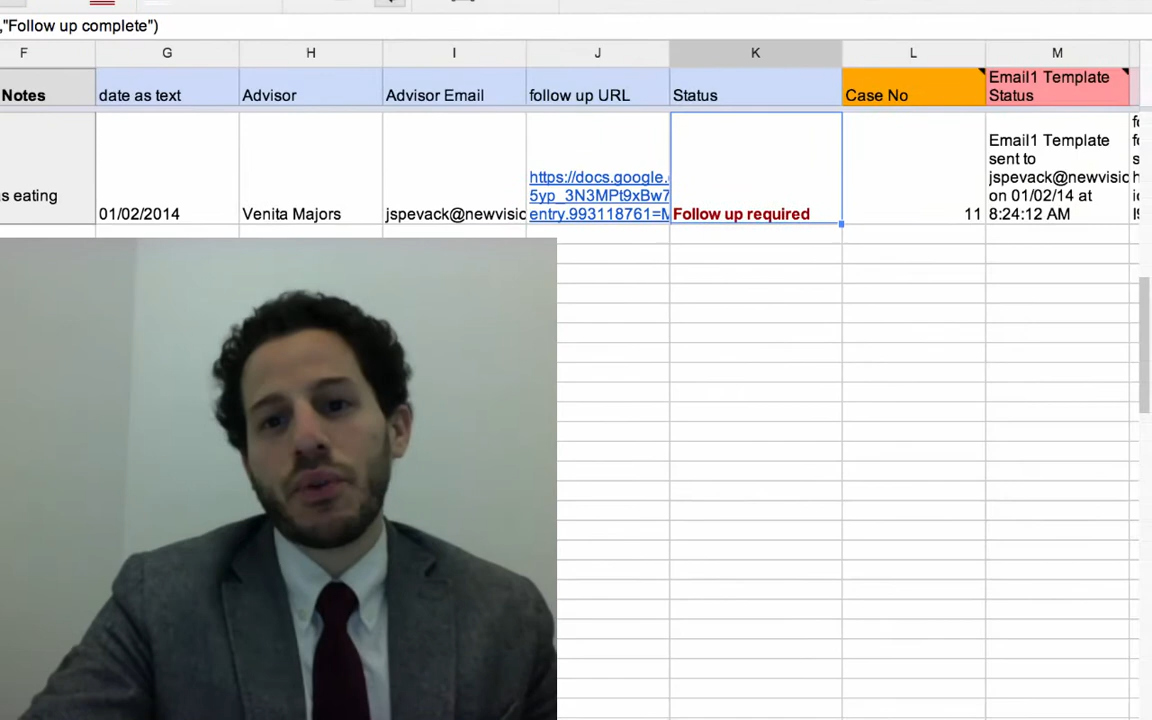 ,"Follow up complete")
F G H I J K L M
Notes date as text Advisor Advisor Email follow up URL Status Case No Email1 Template
Status
s eating 01/02/2014 Venita Majors jspevack@newvisio https://docs.google.
5yp_3N3MPt9xBw7
entry.993118761=M Follow up required 11 Email1 Template
sent to
jspevack@newvisio
on 01/02/14 at
8:24:12 AM